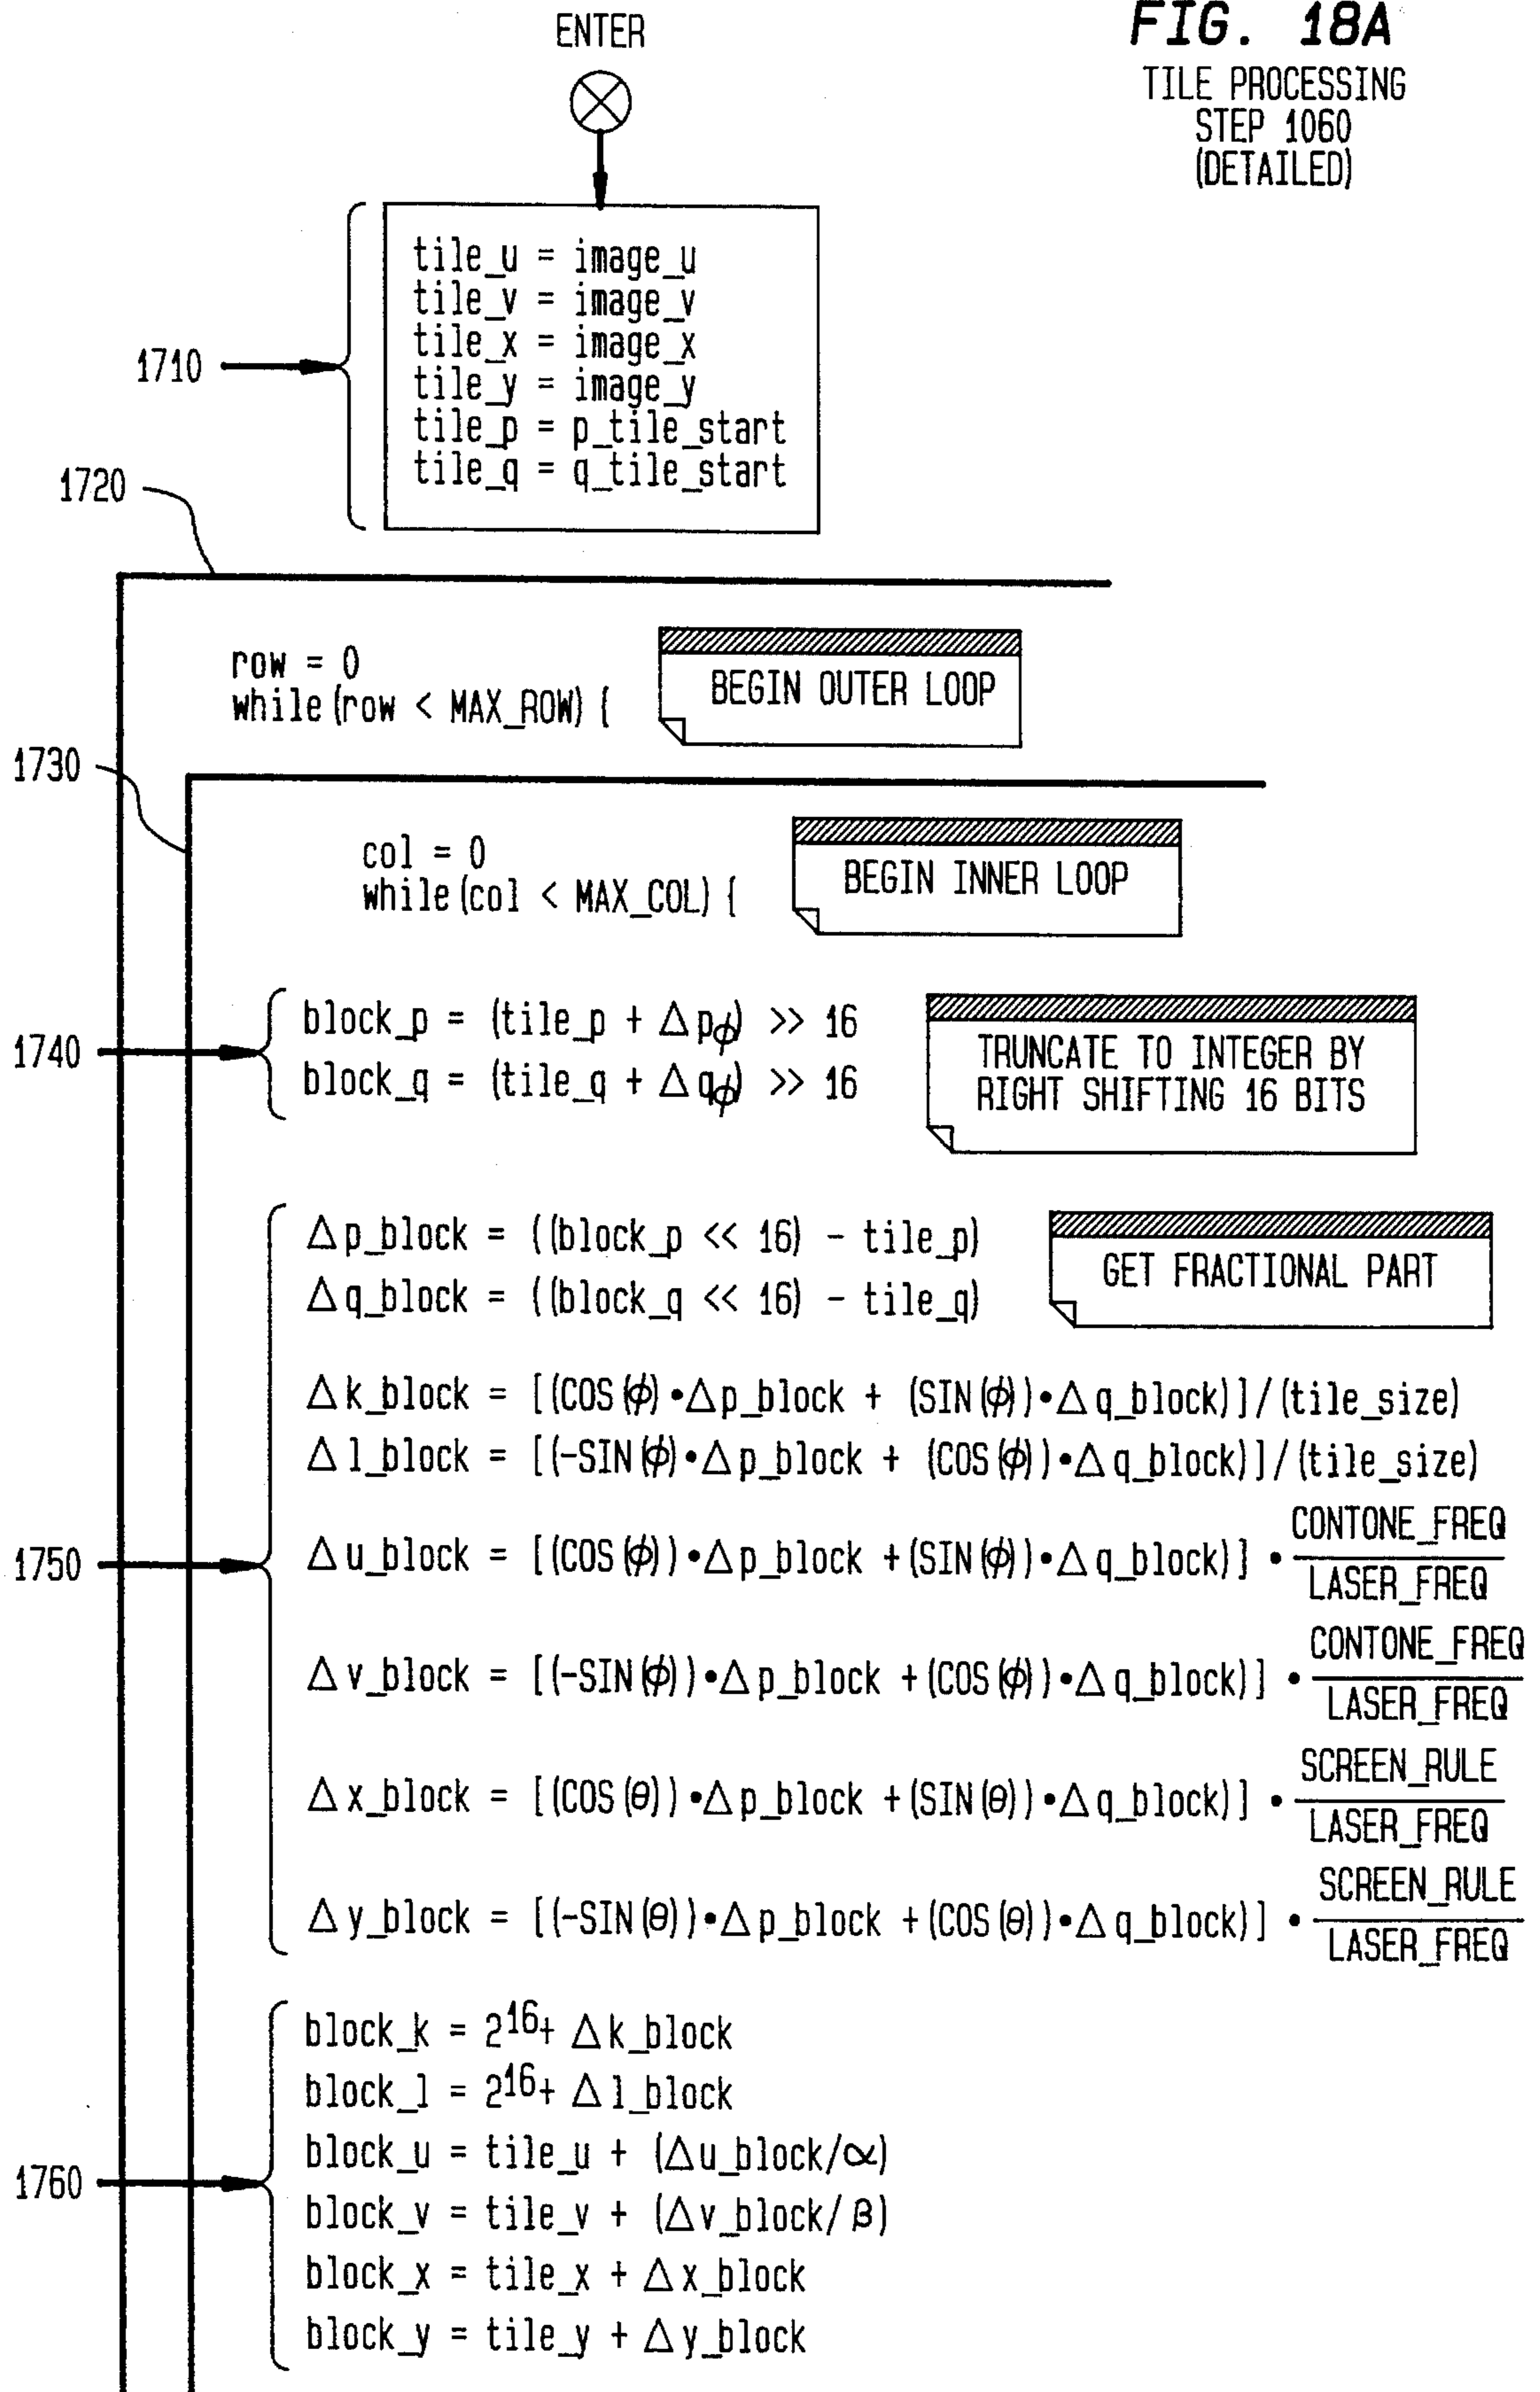 FIG. 18A
TILE PROCESSING
STEP 1060
(DETAILED)
ENTER
1710
tile_u = image_u
tile_v = image_v
tile_x = image_x
tile_y = image_y
tile_p = p_tile_start
tile_q = q_tile_start
1720
row = 0
while(row < MAX_ROW) {
BEGIN OUTER LOOP
1730
col = 0
while(col < MAX_COL) {
BEGIN INNER LOOP
1740
block_p = (tile_p + Δpϕ) >> 16
block_q = (tile_q + Δqϕ) >> 16
TRUNCATE TO INTEGER BY
RIGHT SHIFTING 16 BITS
1750
Δp_block = ((block_p << 16) - tile_p)
Δq_block = ((block_q << 16) - tile_q)
GET FRACTIONAL PART
Δk_block = [(COS(ϕ)•Δp_block + (SIN(ϕ))•Δq_block)]/(tile_size)
Δl_block = [(-SIN(ϕ)•Δp_block + (COS(ϕ))•Δq_block)]/(tile_size)
Δu_block = [(COS(ϕ))•Δp_block +(SIN(ϕ))•Δq_block)] • CONTONE_FREQ/LASER_FREQ
Δv_block = [(-SIN(ϕ))•Δp_block +(COS(ϕ))•Δq_block)] • CONTONE_FREQ/LASER_FREQ
Δx_block = [(COS(θ))•Δp_block +(SIN(θ))•Δq_block)] • SCREEN_RULE/LASER_FREQ
Δy_block = [(-SIN(θ))•Δp_block +(COS(θ))•Δq_block)] • SCREEN_RULE/LASER_FREQ
1760
block_k = 2¹⁶+ Δk_block
block_l = 2¹⁶+ Δl_block
block_u = tile_u + (Δu_block/α)
block_v = tile_v + (Δv_block/β)
block_x = tile_x + Δx_block
block_y = tile_y + Δy_block